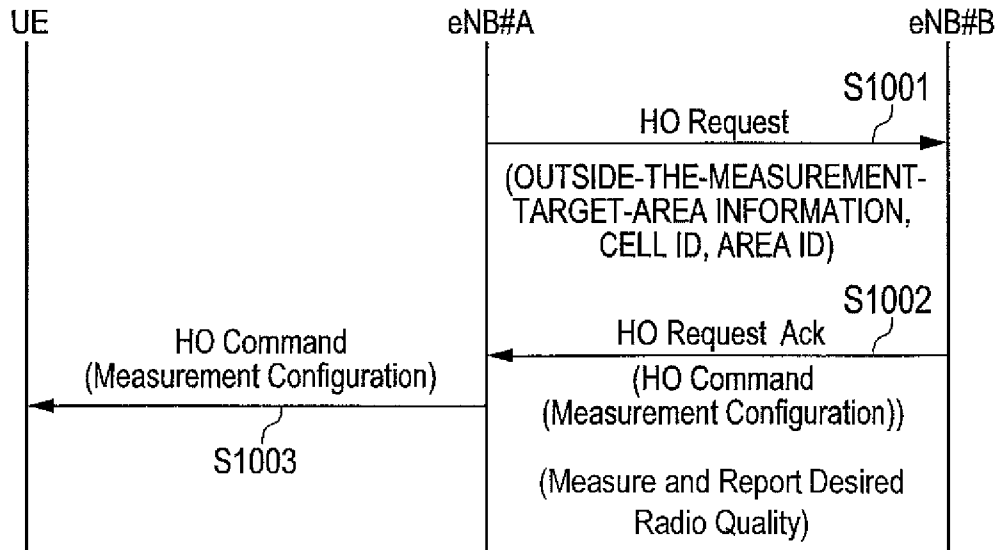 UE
eNB#A
eNB#B
S1001
HO Request
(OUTSIDE-THE-MEASUREMENT-
TARGET-AREA INFORMATION,
CELL ID, AREA ID)
S1002
HO Request Ack
(HO Command
(Measurement Configuration))
HO Command
(Measurement Configuration)
S1003
(Measure and Report Desired
Radio Quality)